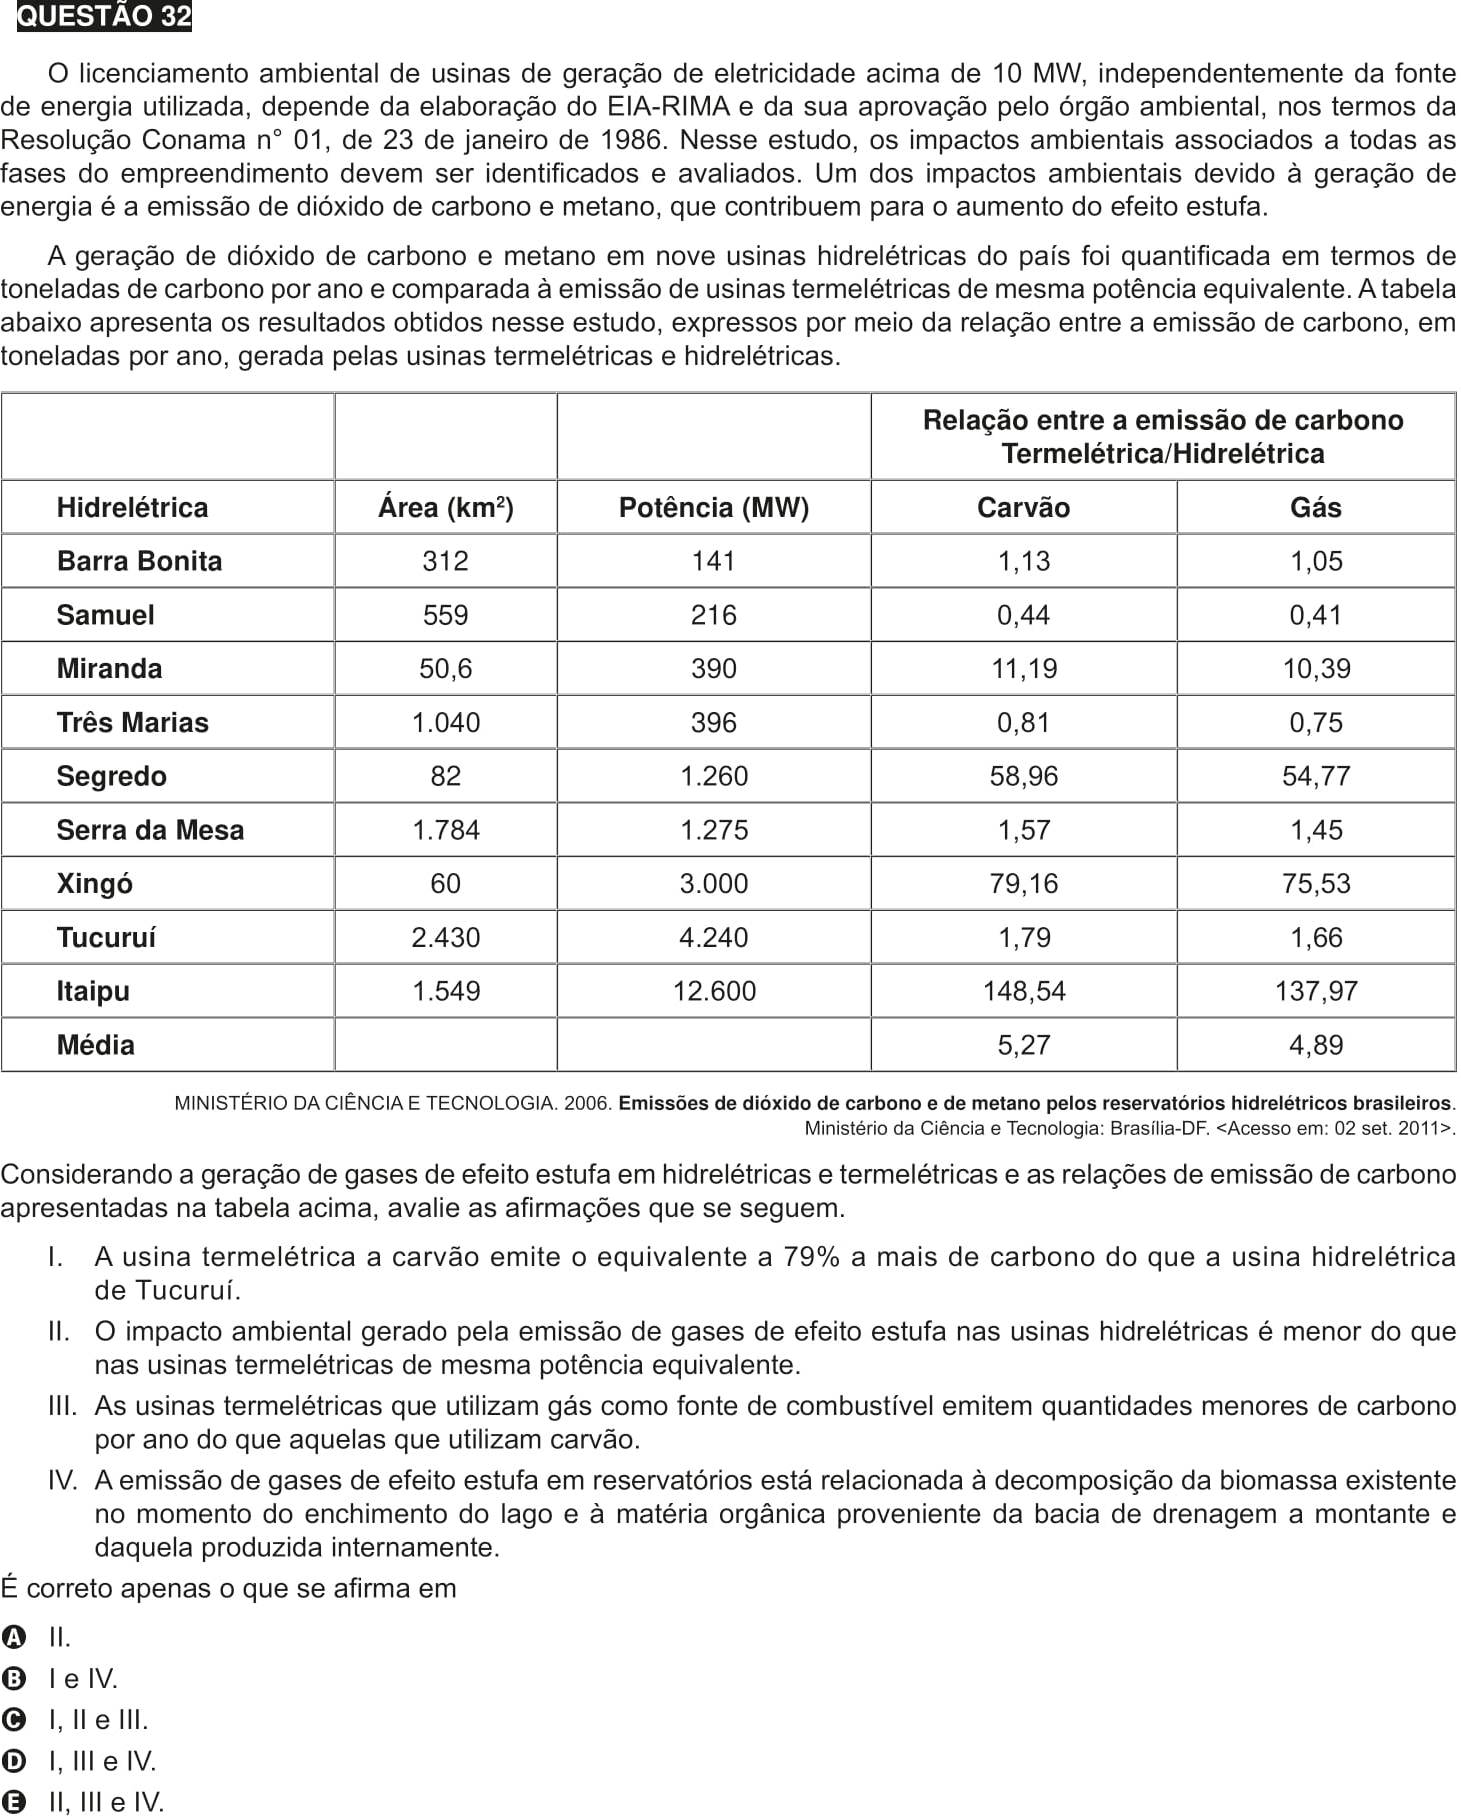 QUESTÃO 32
O licenciamento ambiental de usinas de geração de eletricidade acima de 10 MW, independentemente da fonte
de energia utilizada, depende da elaboração do EIA-RIMA e da sua aprovação pelo órgão ambiental, nos termos da
Resolução Conama n° 01, de 23 de janeiro de 1986. Nesse estudo, os impactos ambientais associados a todas as
fases do empreendimento devem ser identificados e avaliados. Um dos impactos ambientais devido à geração de
energia é a emissão de dióxido de carbono e metano, que contribuem para o aumento do efeito estufa.
A geração de dióxido de carbono e metano em nove usinas hidrelétricas do país foi quantificada em termos de
toneladas de carbono por ano e comparada à emissão de usinas termelétricas de mesma potência equivalente. A tabela
abaixo apresenta os resultados obtidos nesse estudo, expressos por meio da relação entre a emissão de carbono, em
toneladas por ano, gerada pelas usinas termelétricas e hidrelétricas.
Relação entre a emissão de carbono
Termelétrica/Hidrelétrica
Hidrelétrica Área (km²) Potência (MW) Carvão Gás
Barra Bonita 312 141 1,13 1,05
Samuel 559 216 0,44 0,41
Miranda 50,6 390 11,19 10,39
Três Marias 1.040 396 0,81 0,75
Segredo 82 1.260 58,96 54,77
Serra da Mesa 1.784 1.275 1,57 1,45
Xingó 60 3.000 79,16 75,53
Tucuruí 2.430 4.240 1,79 1,66
Itaipu 1.549 12.600 148,54 137,97
Média 5,27 4,89
MINISTÉRIO DA CIÊNCIA E TECNOLOGIA. 2006. Emissões de dióxido de carbono e de metano pelos reservatórios hidrelétricos brasileiros.
Ministério da Ciência e Tecnologia: Brasília-DF. <Acesso em: 02 set. 2011>.
Considerando a geração de gases de efeito estufa em hidrelétricas e termelétricas e as relações de emissão de carbono
apresentadas na tabela acima, avalie as afirmações que se seguem.
I. A usina termelétrica a carvão emite o equivalente a 79% a mais de carbono do que a usina hidrelétrica
de Tucuruí.
II. O impacto ambiental gerado pela emissão de gases de efeito estufa nas usinas hidrelétricas é menor do que
nas usinas termelétricas de mesma potência equivalente.
III. As usinas termelétricas que utilizam gás como fonte de combustível emitem quantidades menores de carbono
por ano do que aquelas que utilizam carvão.
IV. A emissão de gases de efeito estufa em reservatórios está relacionada à decomposição da biomassa existente
no momento do enchimento do lago e à matéria orgânica proveniente da bacia de drenagem a montante e
daquela produzida internamente.
É correto apenas o que se afirma em
A II.
B I e IV.
C I, II e III.
D I, III e IV.
E II, III e IV.